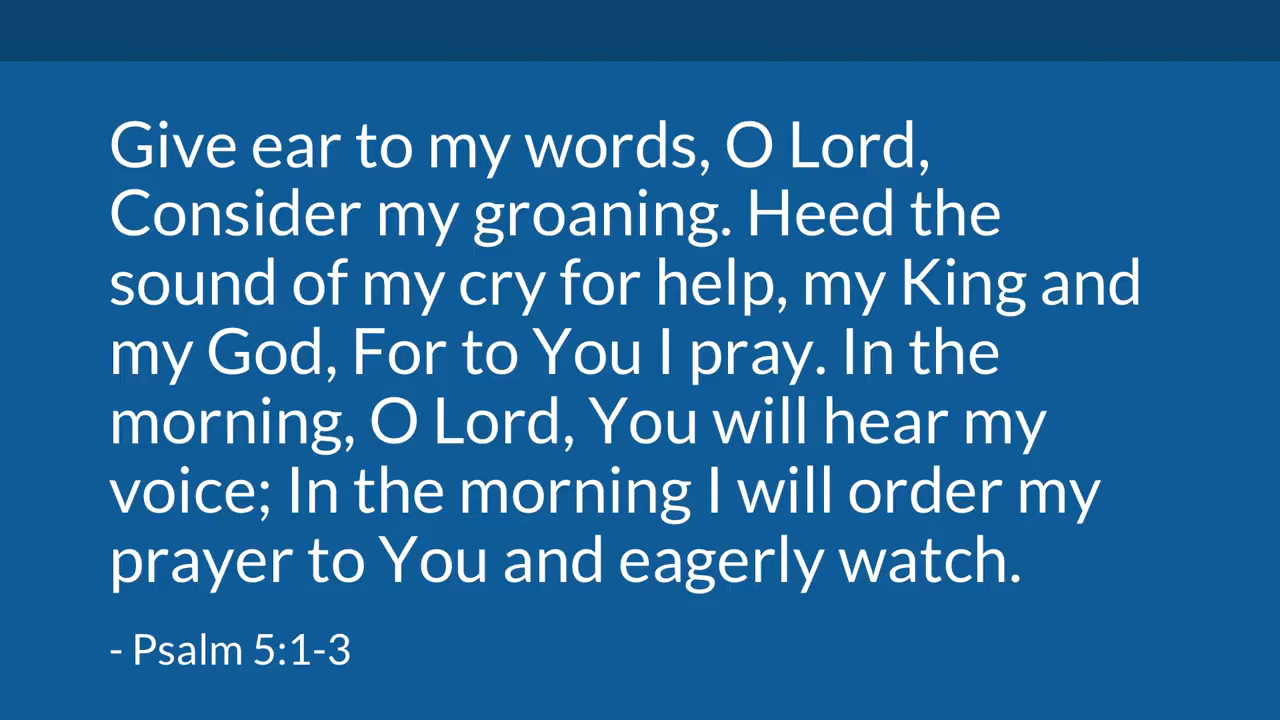 Give ear to my words, O Lord,
Consider my groaning. Heed the
sound of my cry for help, my King and
my God, For to You I pray. In the
morning, O Lord, You will hear my
voice; In the morning I will order my
prayer to You and eagerly watch.
- Psalm 5:1-3